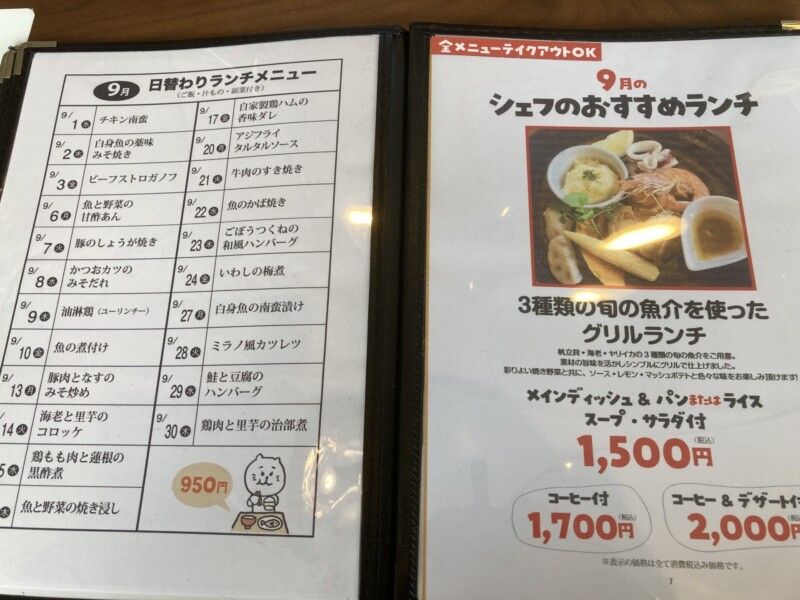 9月 日替わりランチメニュー
(ご飯・汁もの・副菜付き)
9/1 水 チキン南蛮
9/2 木 白身魚の薬味
みそ焼き
9/3 金 ビーフストロガノフ
9/6 月 魚と野菜の
甘酢あん
9/7 火 豚のしょうが焼き
9/8 水 かつおカツの
みそだれ
9/9 木 油淋鶏(ユーリンチー)
9/10 金 魚の煮付け
9/13 月 豚肉となすの
みそ炒め
14 火 海老と里芋の
コロッケ
5 水 鶏もも肉と蓮根の
黒酢煮
木 魚と野菜の焼き浸し
9/17 金 自家製鶏ハムの
香味ダレ
9/20 月 アジフライ
タルタルソース
9/21 火 牛肉のすき焼き
9/22 水 魚のかば焼き
9/23 木 ごぼうつくねの
和風ハンバーグ
9/24 金 いわしの梅煮
9/27 月 白身魚の南蛮漬け
9/28 火 ミラノ風カツレツ
9/29 水 鮭と豆腐の
ハンバーグ
9/30 木 鶏肉と里芋の治部煮
950円
全メニューテイクアウトOK
9月の
シェフのおすすめランチ
3種類の旬の魚介を使った
グリルランチ
帆立貝・海老・ヤリイカの3種類の旬の魚介をご用意。
素材の旨味を活かしシンプルにグリルで仕上げました。
彩りよい焼き野菜と共に、ソース・レモン・マッシュポテトと色々な味をお楽しみ頂けます!
メインディッシュ & パンまたはライス
スープ・サラダ付
1,500円(税込)
コーヒー付
1,700円(税込)
コーヒー & デザート付
2,000円(税込)
※表示の価格は全て消費税込み価格です。
1